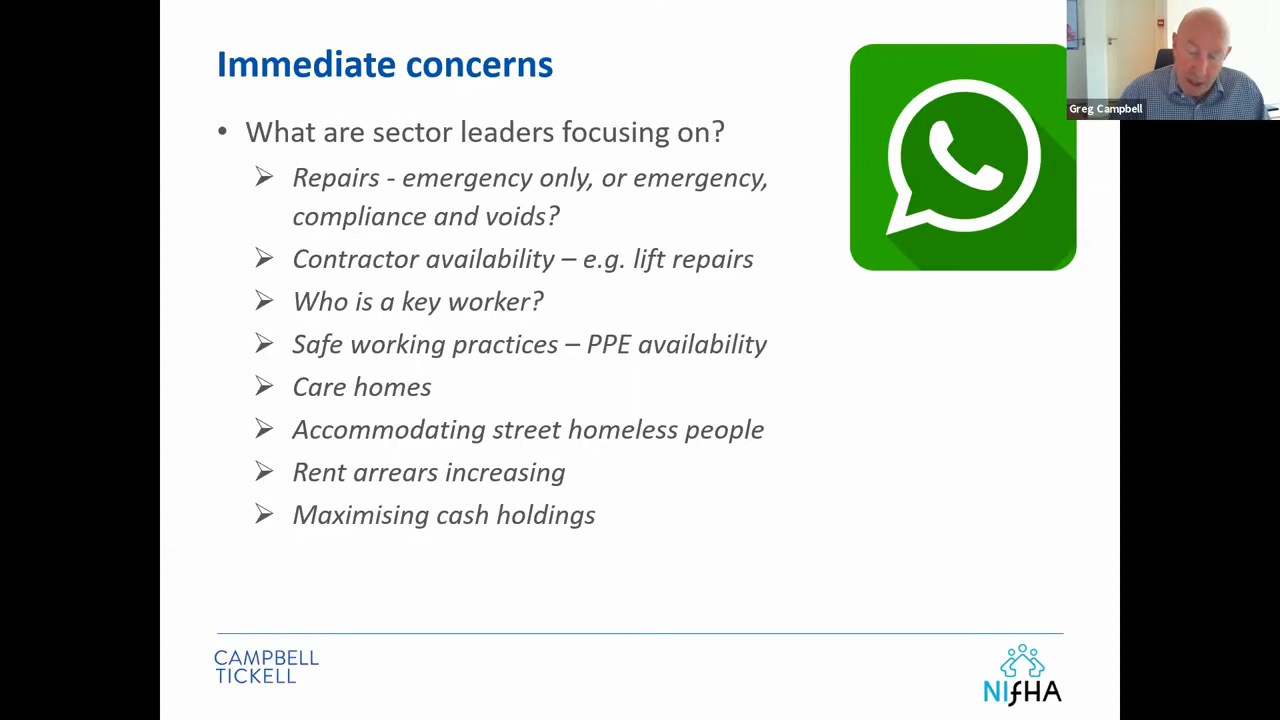 Immediate concerns
• What are sector leaders focusing on?
➢ Repairs - emergency only, or emergency,
compliance and voids?
➢ Contractor availability – e.g. lift repairs
➢ Who is a key worker?
➢ Safe working practices – PPE availability
➢ Care homes
➢ Accommodating street homeless people
➢ Rent arrears increasing
➢ Maximising cash holdings
Greg Campbell
CAMPBELL
TICKELL
NIfHA